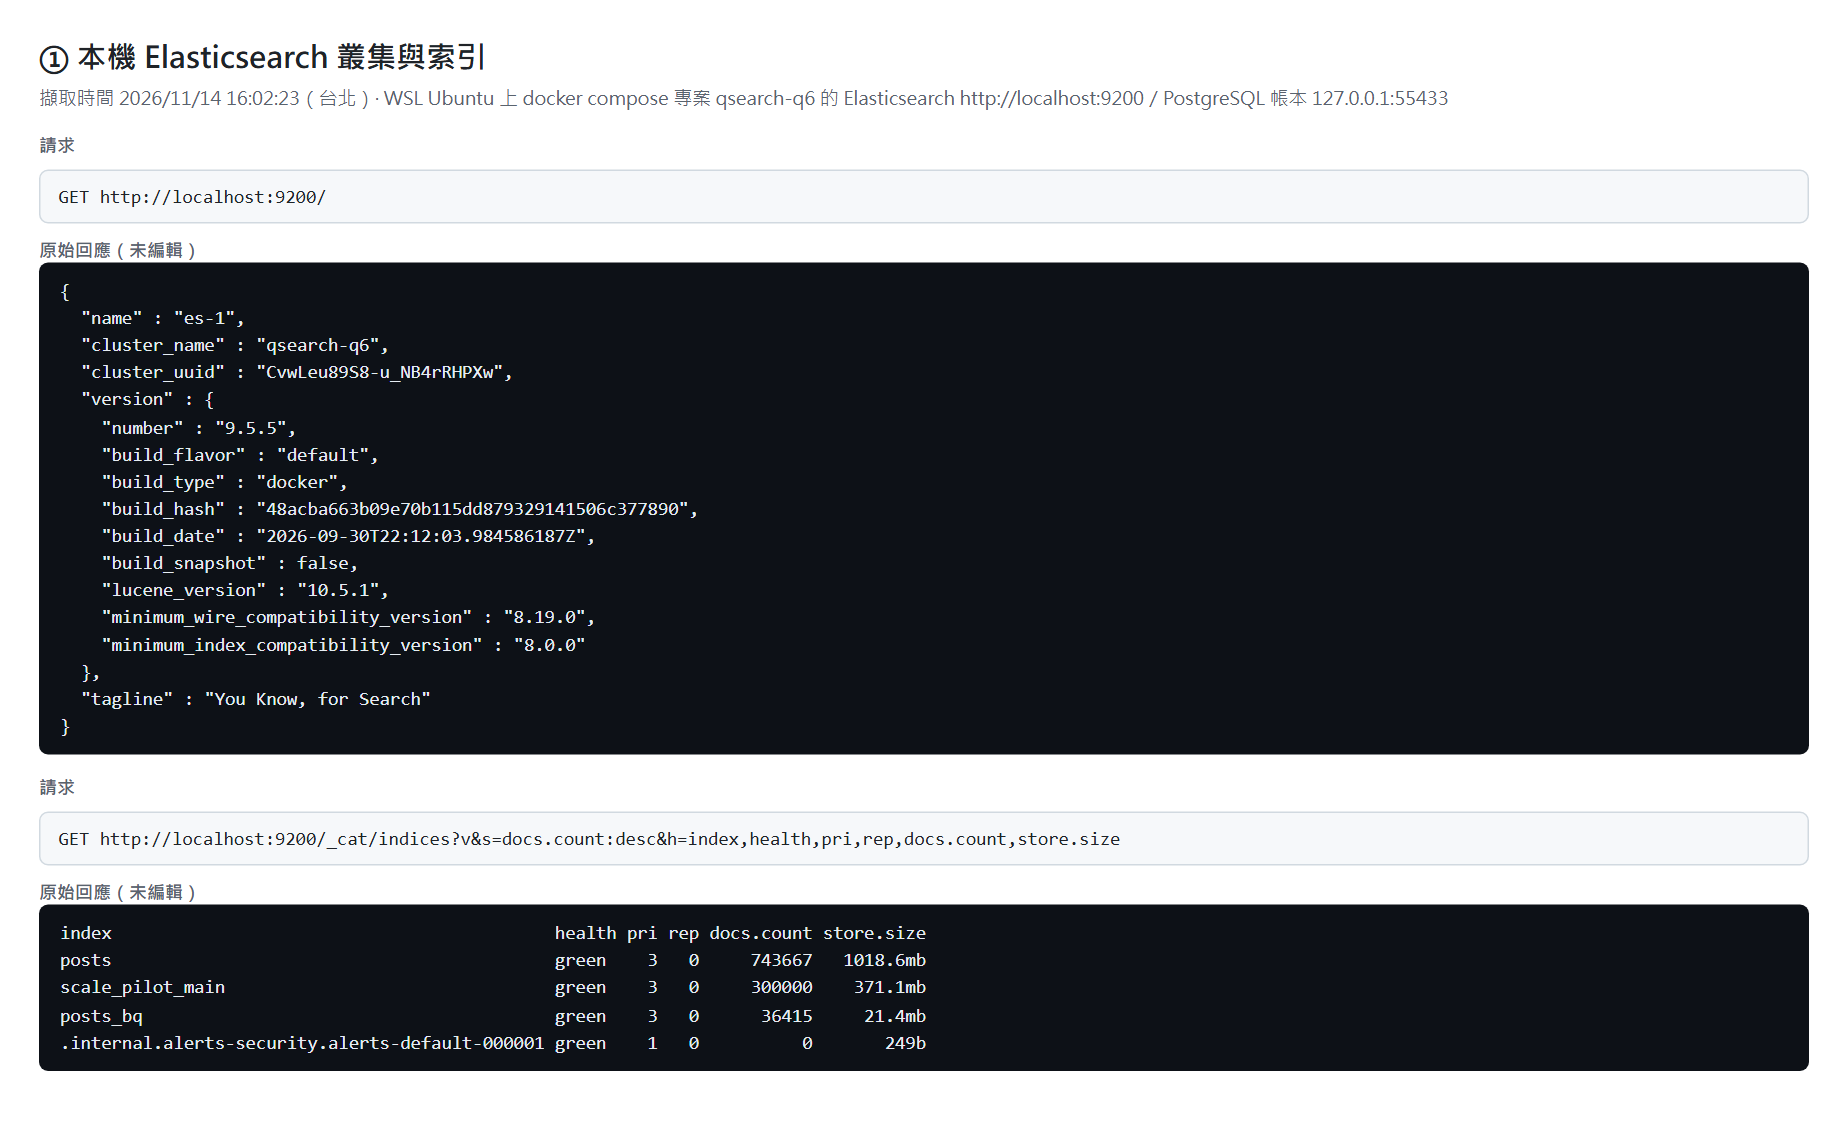 ① 本機 Elasticsearch 叢集與索引
擷取時間 2026/11/14 16:02:23（台北）· WSL Ubuntu 上 docker compose 專案 qsearch-q6 的 Elasticsearch http://localhost:9200 / PostgreSQL 帳本 127.0.0.1:55433
請求
GET http://localhost:9200/
原始回應（未編輯）
{
  "name" : "es-1",
  "cluster_name" : "qsearch-q6",
  "cluster_uuid" : "CvwLeu89S8-u_NB4rRHPXw",
  "version" : {
    "number" : "9.5.5",
    "build_flavor" : "default",
    "build_type" : "docker",
    "build_hash" : "48acba663b09e70b115dd879329141506c377890",
    "build_date" : "2026-09-30T22:12:03.984586187Z",
    "build_snapshot" : false,
    "lucene_version" : "10.5.1",
    "minimum_wire_compatibility_version" : "8.19.0",
    "minimum_index_compatibility_version" : "8.0.0"
  },
  "tagline" : "You Know, for Search"
}
請求
GET http://localhost:9200/_cat/indices?v&s=docs.count:desc&h=index,health,pri,rep,docs.count,store.size
原始回應（未編輯）
index                                                health pri rep docs.count store.size
posts                                                green    3   0     743667   1018.6mb
scale_pilot_main                                     green    3   0     300000    371.1mb
posts_bq                                             green    3   0      36415     21.4mb
.internal.alerts-security.alerts-default-000001 green    1   0          0       249b